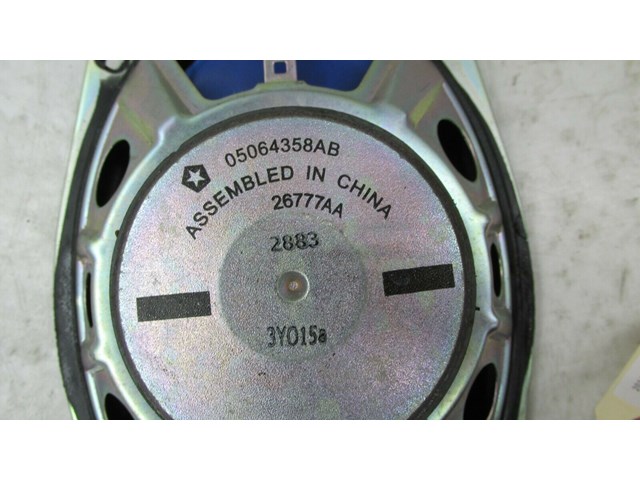 05064358AB
ASSEMBLED IN CHINA
26777AA
2883
3Y015a